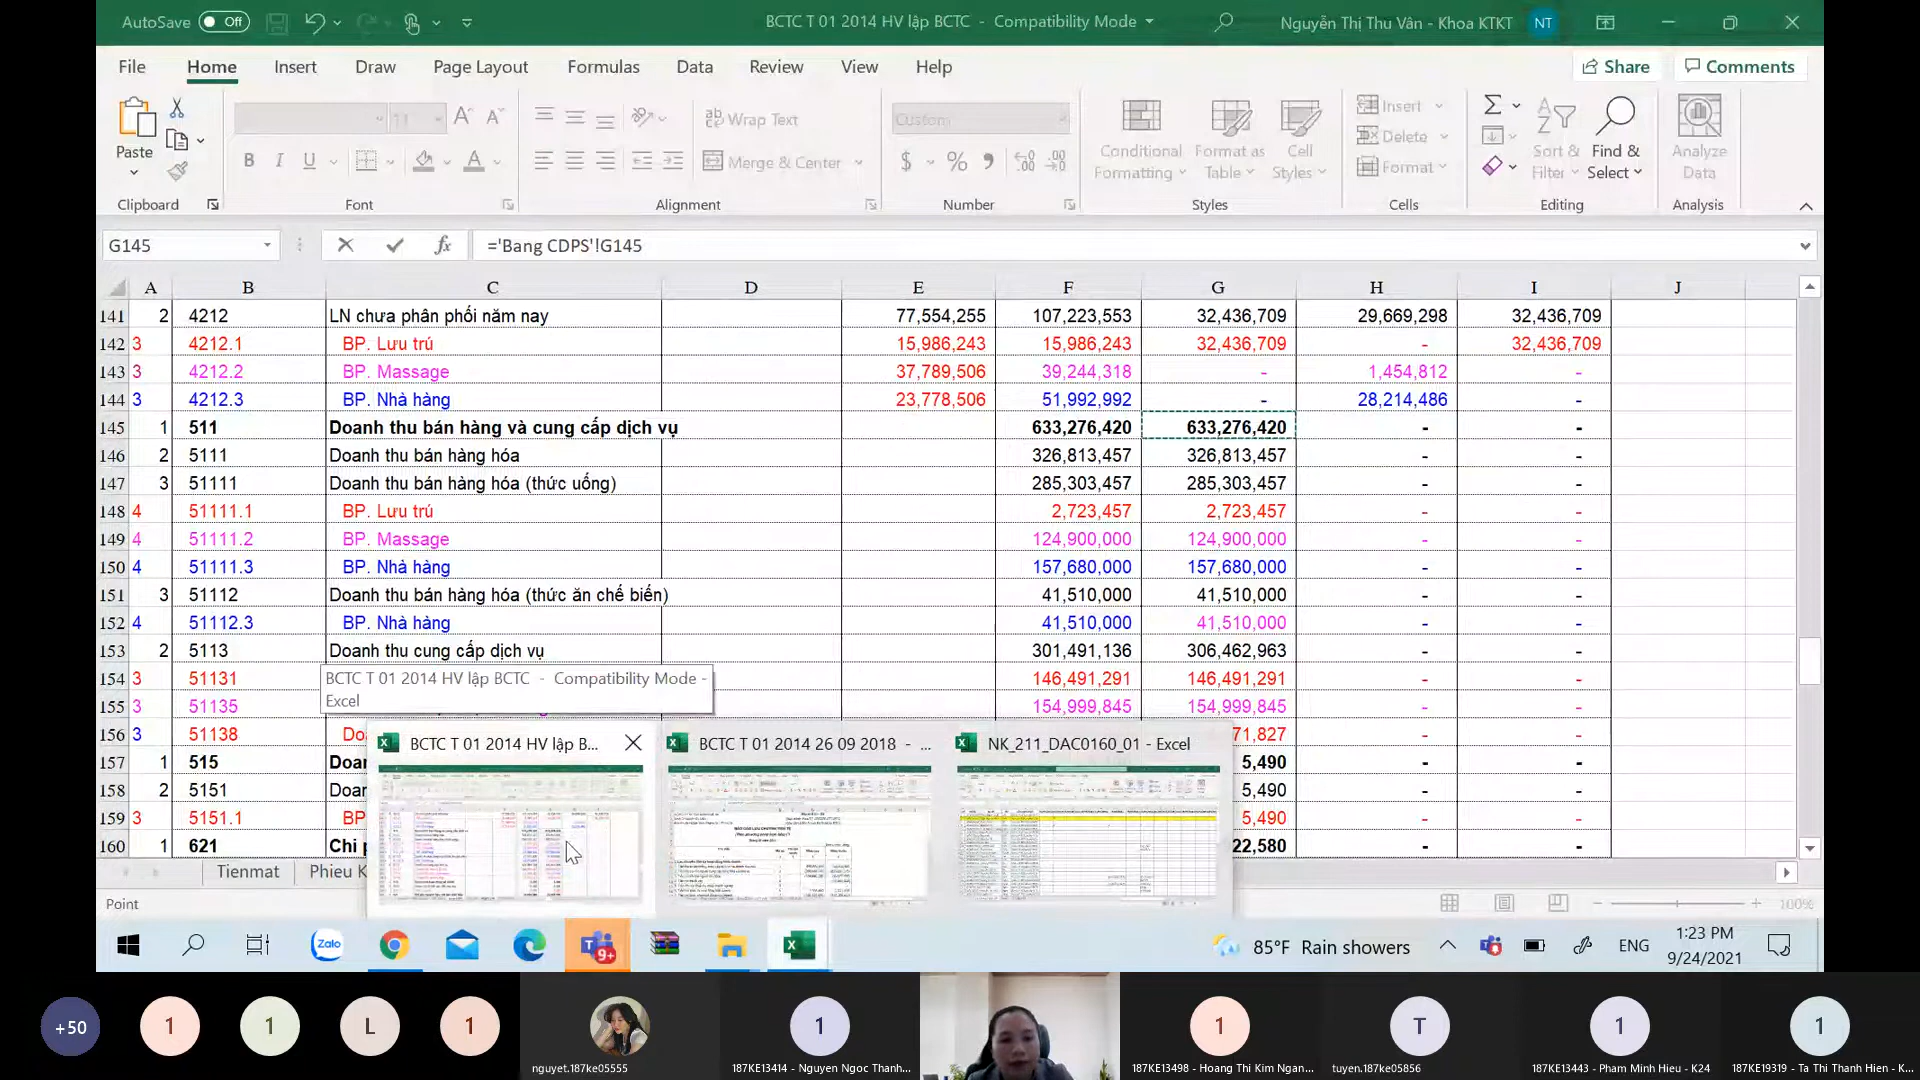 AutoSave Off BCTC T 01 2014 HV lập BCTC - Compatibility Mode Nguyễn Thị Thu Vân - Khoa KTKT NT
File Home Insert Draw Page Layout Formulas Data Review View Help Share Comments
Paste 11 Wrap Text Custom Conditional Formatting Format as Table Cell Styles Insert Sort & Filter Find & Select Analyze Data
B I U Merge & Center $ % Delete
Format
Clipboard Font Alignment Number Styles Cells Editing Analysis
G145 fx ='Bang CDPS'!G145
A B C D E F G H I J
141 2 4212 LN chưa phân phối năm nay 77,554,255 107,223,553 32,436,709 29,669,298 32,436,709
142 3 4212.1 BP. Lưu trú 15,986,243 15,986,243 32,436,709 - 32,436,709
143 3 4212.2 BP. Massage 37,789,506 39,244,318 - 1,454,812 -
144 3 4212.3 BP. Nhà hàng 23,778,506 51,992,992 - 28,214,486 -
145 1 511 Doanh thu bán hàng và cung cấp dịch vụ 633,276,420 633,276,420 - -
146 2 5111 Doanh thu bán hàng hóa 326,813,457 326,813,457 - -
147 3 51111 Doanh thu bán hàng hóa (thức uống) 285,303,457 285,303,457 - -
148 4 51111.1 BP. Lưu trú 2,723,457 2,723,457 - -
149 4 51111.2 BP. Massage 124,900,000 124,900,000 - -
150 4 51111.3 BP. Nhà hàng 157,680,000 157,680,000 - -
151 3 51112 Doanh thu bán hàng hóa (thức ăn chế biến) 41,510,000 41,510,000 - -
152 4 51112.3 BP. Nhà hàng 41,510,000 41,510,000 - -
153 2 5113 Doanh thu cung cấp dịch vụ 301,491,136 306,462,963 - -
154 3 51131 146,491,291 146,491,291 - -
BCTC T 01 2014 HV lập BCTC - Compatibility Mode -
Excel
155 3 51135 154,999,845 154,999,845 - -
156 3 51138 71,827 - -
BCTC T 01 2014 HV lập B... BCTC T 01 2014 26 09 2018 - ... NK_211_DAC0160_01 - Excel
157 1 515 5,490 - -
158 2 5151 5,490 - -
159 3 5151.1 BP 5,490 - -
160 1 621 Chi 22,580 - -
Tienmat Phieu
Point 100%
Zalo 9+ 85°F Rain showers ENG 1:23 PM
9/24/2021
+50 1 1 L 1 1 1 T 1 1
nguyet.187ke05555 187KE13414 - Nguyen Ngoc Thanh... 187KE13498 - Hoang Thi Kim Ngan... tuyen.187ke05856 187KE13443 - Pham Minh Hieu - K24 187KE19319 - Ta Thi Thanh Hien - K...